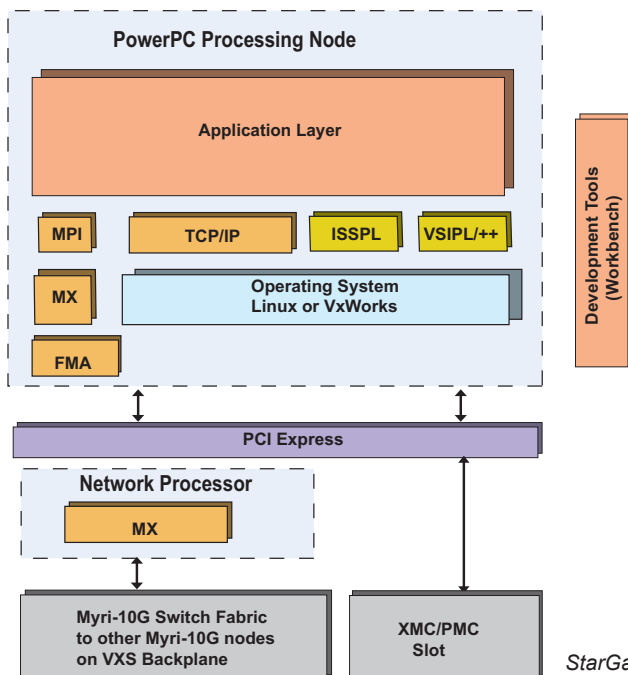 PowerPC Processing Node
Application Layer
MPI
TCP/IP
ISSPL
VSIPL/++
MX
Operating System
Linux or VxWorks
FMA
Development Tools
(Workbench)
PCI Express
Network Processor
MX
Myri-10G Switch Fabric
to other Myri-10G nodes
on VXS Backplane
XMC/PMC
Slot
StarGa